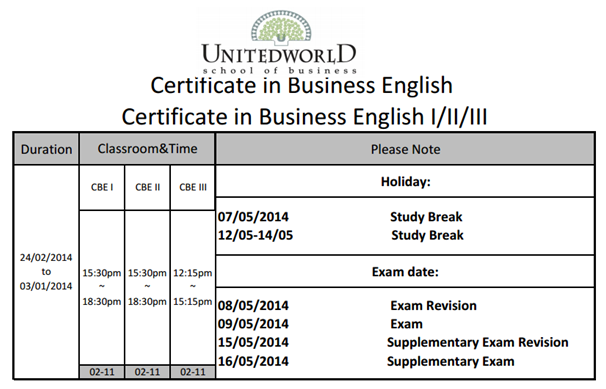 UNITEDWORLD
school of business
Certificate in Business English
Certificate in Business English I/II/III
Duration Classroom&Time Please Note
CBE I CBE II CBE III Holiday:
07/05/2014 Study Break
12/05-14/05 Study Break
24/02/2014
to
03/01/2014
15:30pm 15:30pm 12:15pm
~ ~ ~
18:30pm 18:30pm 15:15pm
Exam date:
08/05/2014 Exam Revision
09/05/2014 Exam
15/05/2014 Supplementary Exam Revision
16/05/2014 Supplementary Exam
02-11 02-11 02-11